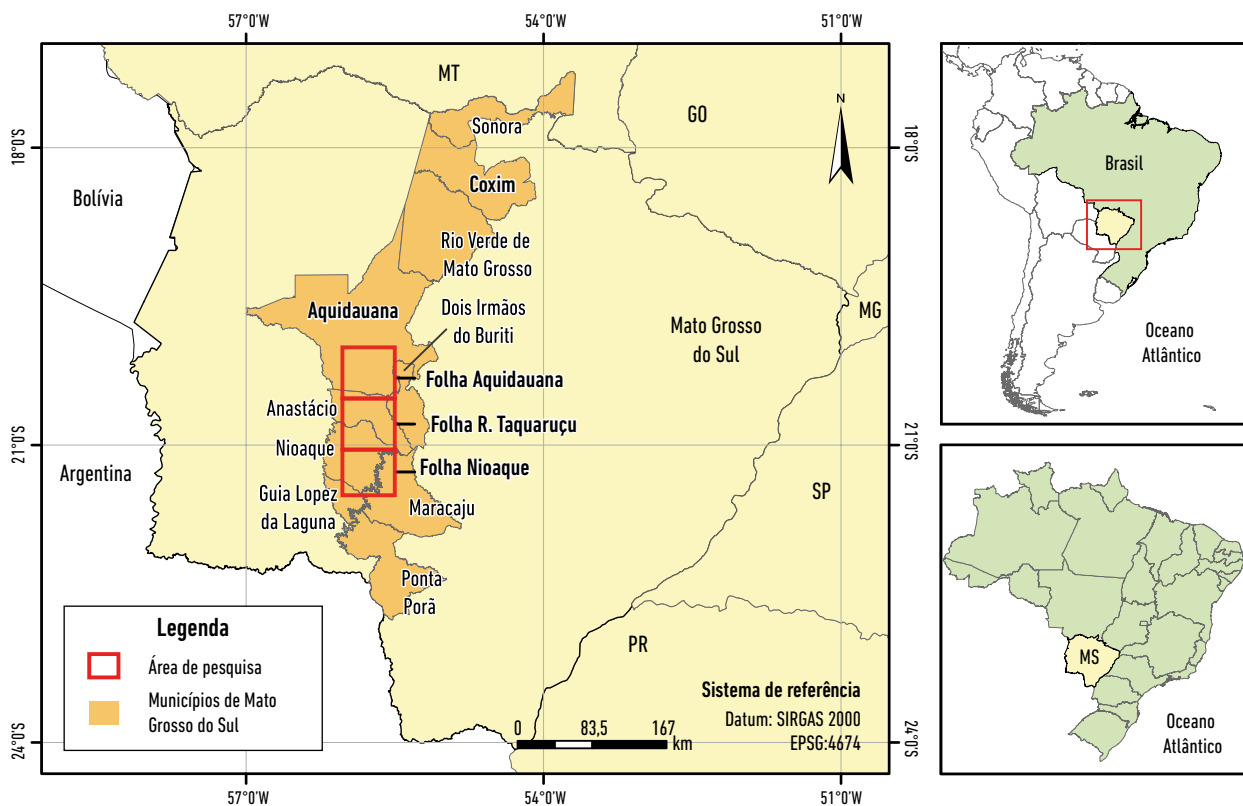 57°0'W
54°0'W
51°0'W
MT
GO
N
Sonora
18°S
18°S
Coxim
Bolívia
Rio Verde de
Mato Grosso
Aquidauana
Dois Irmãos
do Buriti
MG
Mato Grosso
do Sul
Folha Aquidauana
Anastácio
Folha R. Taquaruçu
Nioaque
21°S
21°0'S
Folha Nioaque
Argentina
Guia Lopéz
da Laguna
Maracaju
SP
Ponta
Porã
PR
Legenda
Área de pesquisa
Municípios de Mato
Grosso do Sul
Sistema de referência
Datum: SIRGAS 2000
EPSG:4674
0 83,5 167
km
24°0'S
24°0'S
57°0'W
54°0'W
51°0'W
Brasil
Oceano
Atlântico
MS
Oceano
Atlântico